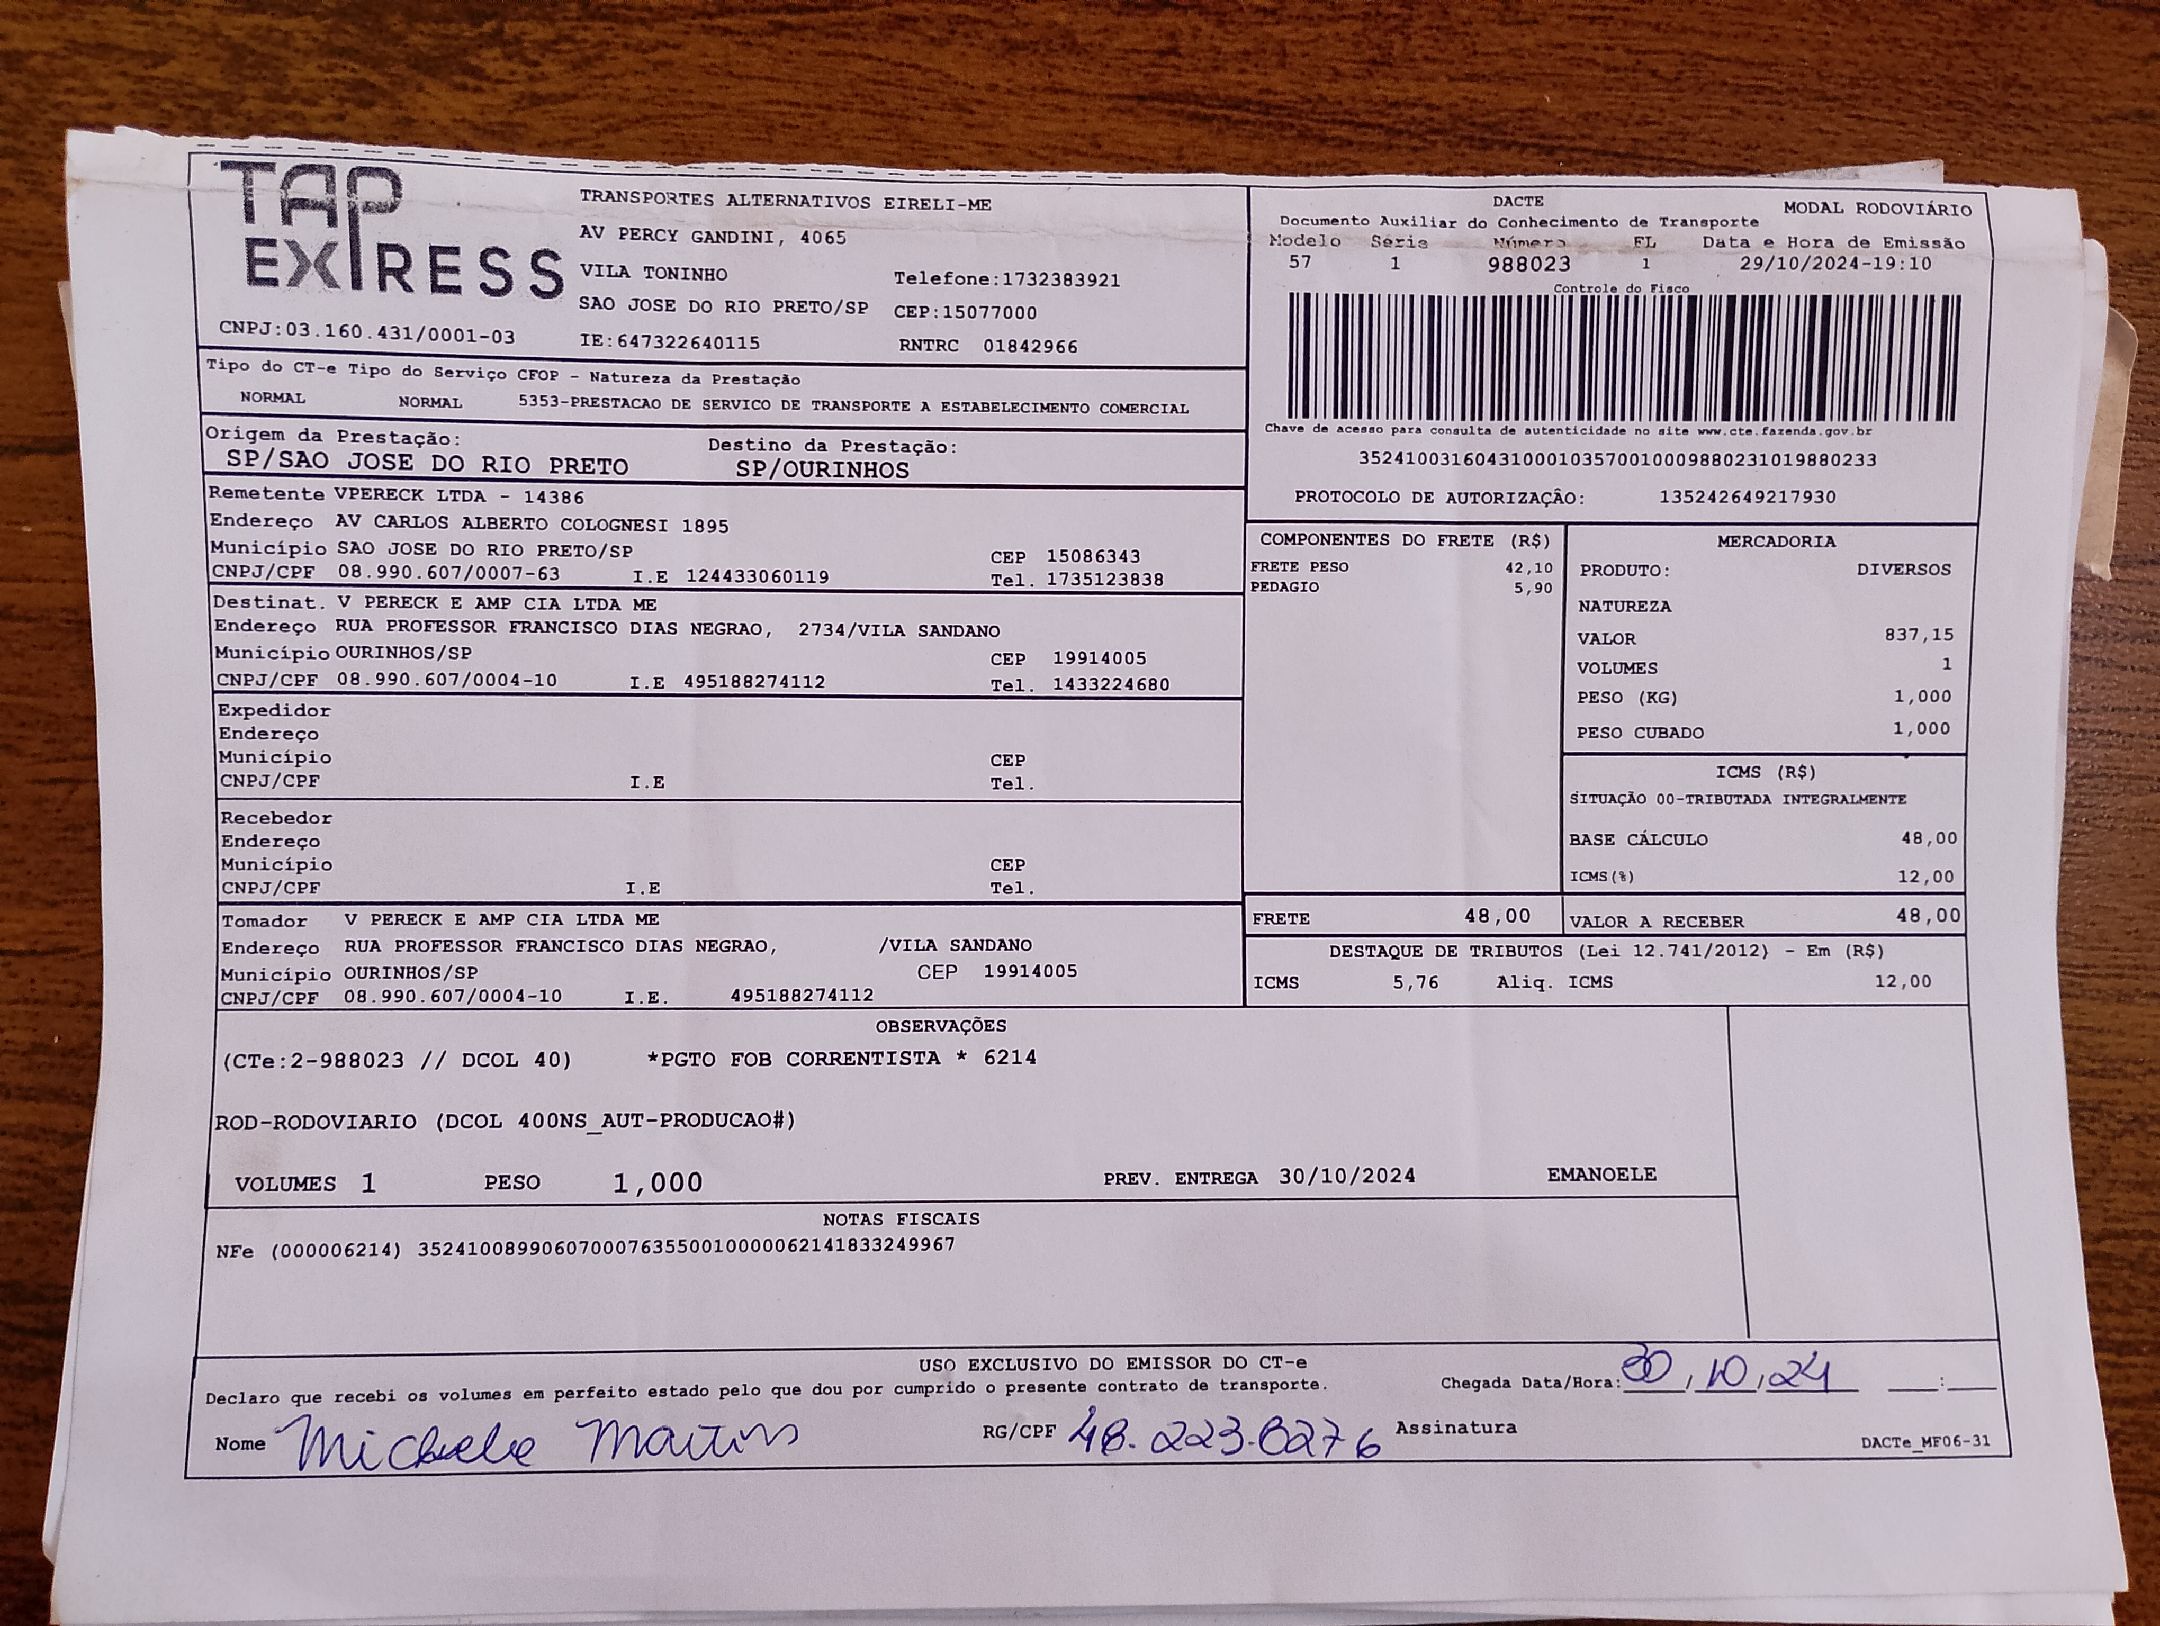 TAP EXPRESS
TRANSPORTES ALTERNATIVOS EIRELI-ME
AV PERCY GANDINI, 4065
VILA TONINHO Telefone:1732383921
SAO JOSE DO RIO PRETO/SP CEP:15077000
CNPJ:03.160.431/0001-03 IE:647322640115 RNTRC 01842966
DACTE MODAL RODOVIÁRIO
Documento Auxiliar do Conhecimento de Transporte
Modelo Serie Número FL Data e Hora de Emissão
57 1 988023 1 29/10/2024-19:10
Controle do Fisco
Chave de acesso para consulta de autenticidade no site www.cte.fazenda.gov.br
35241003160431000103570010009880231019880233
PROTOCOLO DE AUTORIZAÇÃO: 135242649217930
Tipo do CT-e Tipo do Serviço CFOP - Natureza da Prestação
NORMAL NORMAL 5353-PRESTACAO DE SERVICO DE TRANSPORTE A ESTABELECIMENTO COMERCIAL
Origem da Prestação: Destino da Prestação:
SP/SAO JOSE DO RIO PRETO SP/OURINHOS
Remetente VPERECK LTDA - 14386
Endereço AV CARLOS ALBERTO COLOGNESI 1895
Município SAO JOSE DO RIO PRETO/SP CEP 15086343
CNPJ/CPF 08.990.607/0007-63 I.E 124433060119 Tel. 1735123838
Destinat. V PERECK E AMP CIA LTDA ME
Endereço RUA PROFESSOR FRANCISCO DIAS NEGRAO, 2734/VILA SANDANO
Município OURINHOS/SP CEP 19914005
CNPJ/CPF 08.990.607/0004-10 I.E 495188274112 Tel. 1433224680
Expedidor
Endereço
Município CEP
CNPJ/CPF I.E Tel.
Recebedor
Endereço
Município CEP
CNPJ/CPF I.E Tel.
Tomador V PERECK E AMP CIA LTDA ME
Endereço RUA PROFESSOR FRANCISCO DIAS NEGRAO, /VILA SANDANO
Município OURINHOS/SP CEP 19914005
CNPJ/CPF 08.990.607/0004-10 I.E. 495188274112
COMPONENTES DO FRETE (R$)
FRETE PESO 42,10
PEDAGIO 5,90
MERCADORIA
PRODUTO: DIVERSOS
NATUREZA
VALOR 837,15
VOLUMES 1
PESO (KG) 1,000
PESO CUBADO 1,000
ICMS (R$)
SITUAÇÃO 00-TRIBUTADA INTEGRALMENTE
BASE CÁLCULO 48,00
ICMS(%) 12,00
FRETE 48,00 VALOR A RECEBER 48,00
DESTAQUE DE TRIBUTOS (Lei 12.741/2012) - Em (R$)
ICMS 5,76 Aliq. ICMS 12,00
OBSERVAÇÕES
(CTe:2-988023 // DCOL 40) *PGTO FOB CORRENTISTA * 6214
ROD-RODOVIARIO (DCOL 400NS_AUT-PRODUCAO#)
VOLUMES 1 PESO 1,000 PREV. ENTREGA 30/10/2024 EMANOELE
NOTAS FISCAIS
NFe (000006214) 35241008990607000763550010000062141833249967
USO EXCLUSIVO DO EMISSOR DO CT-e
Declaro que recebi os volumes em perfeito estado pelo que dou por cumprido o presente contrato de transporte. Chegada Data/Hora: 30,10,24 __:__
Nome Michele Martins RG/CPF 48.223.827 6 Assinatura
DACTe_MF06-31